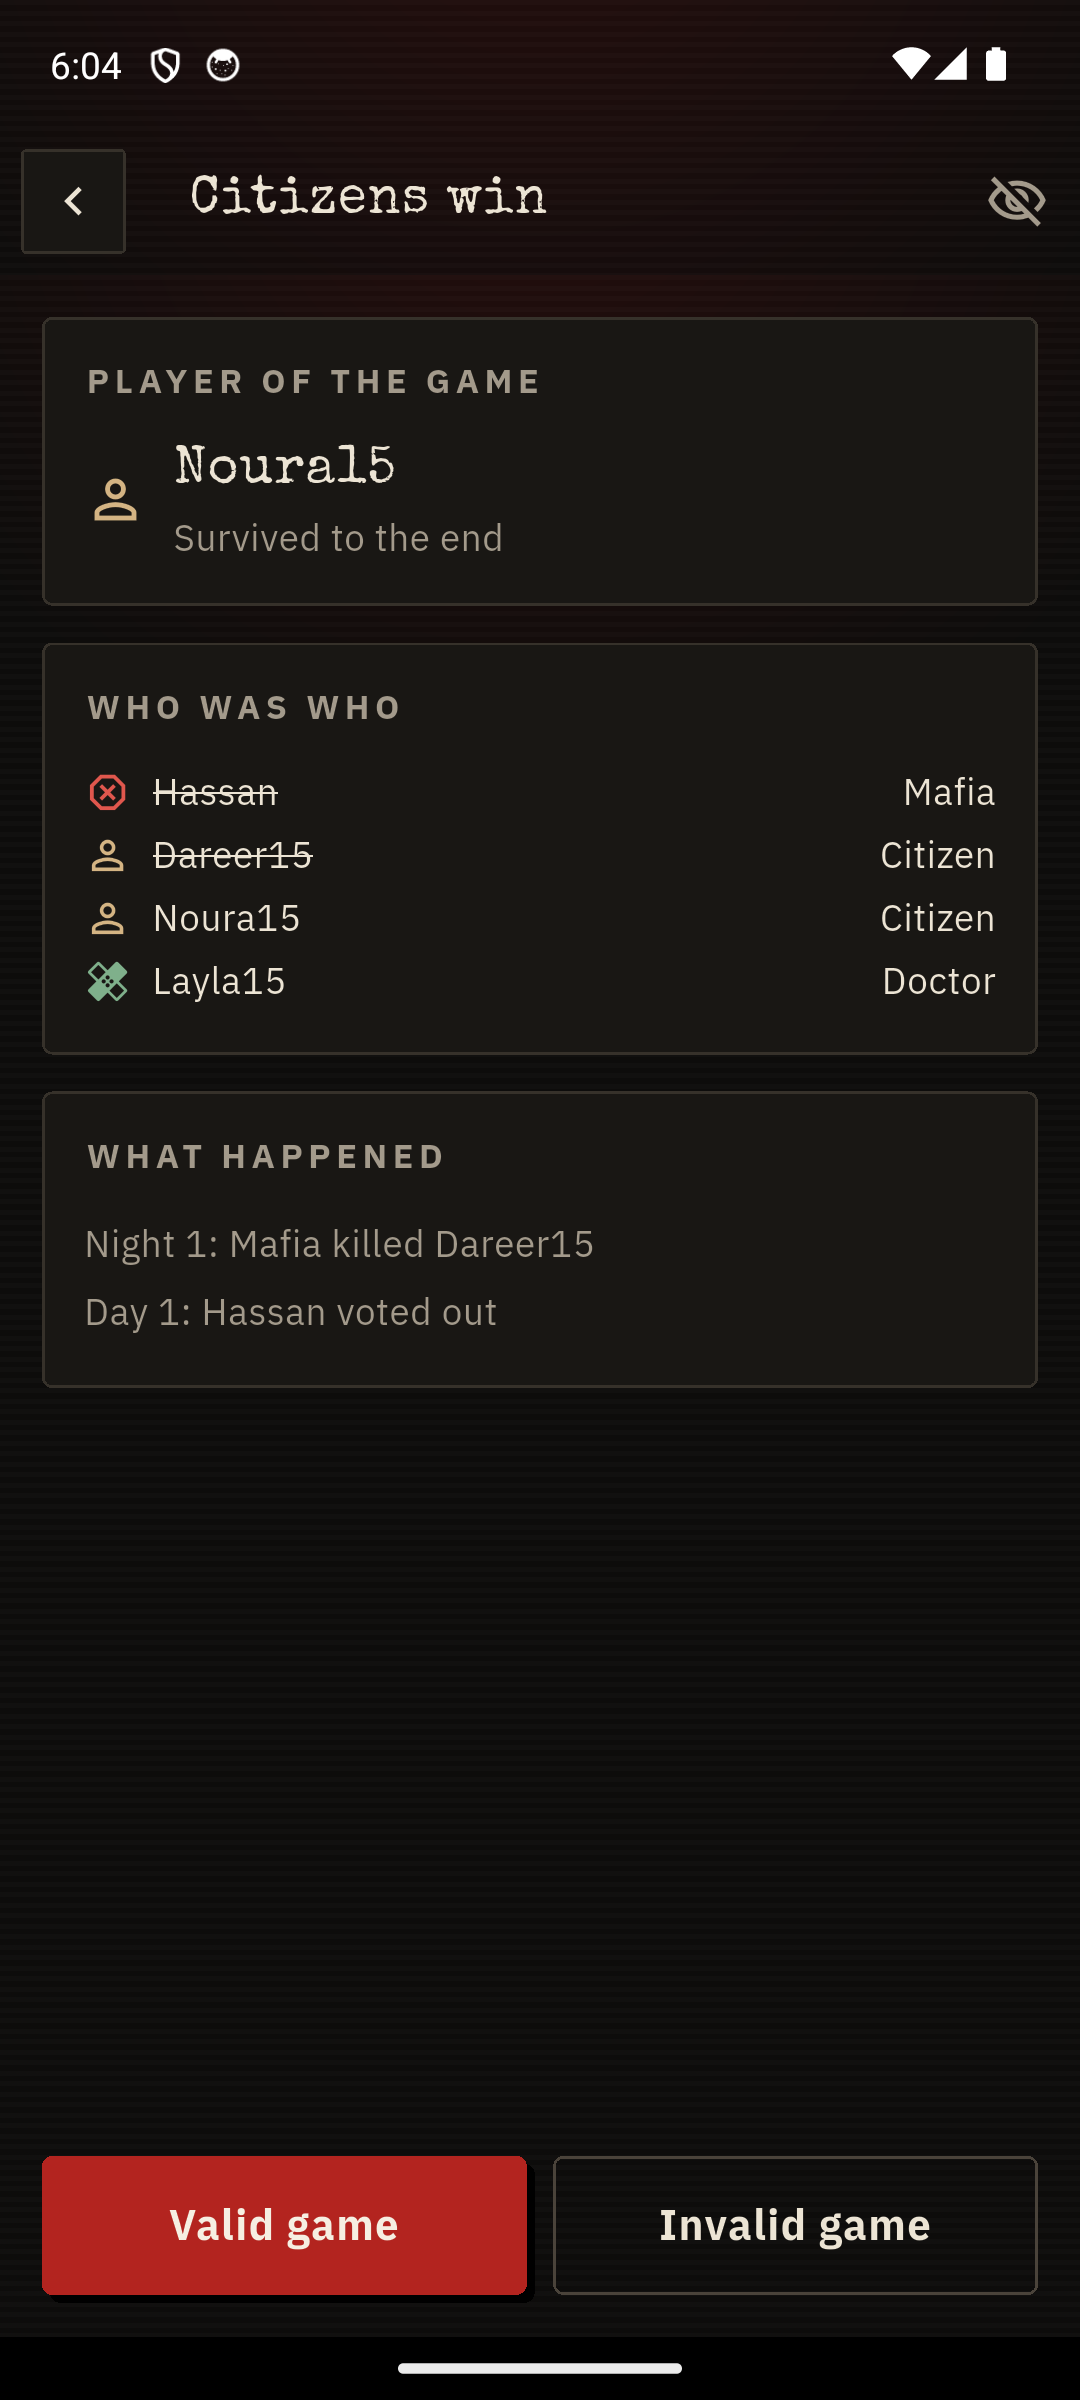 6:04
Citizens win
PLAYER OF THE GAME
Noura15
Survived to the end
WHO WAS WHO
Hassan Mafia
Dareer15 Citizen
Noura15 Citizen
Layla15 Doctor
WHAT HAPPENED
Night 1: Mafia killed Dareer15
Day 1: Hassan voted out
Valid game Invalid game